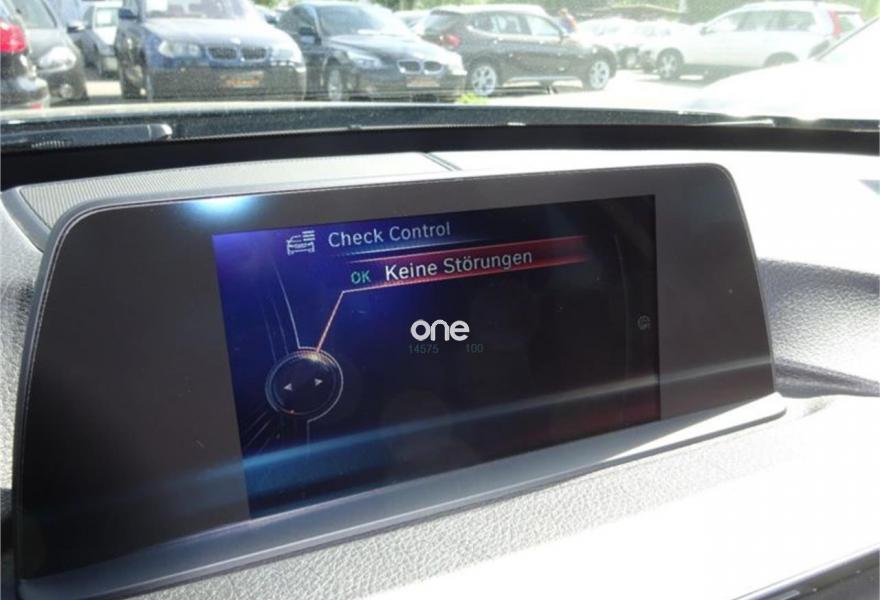 Check Control
OK Keine Störungen
one
14575 100